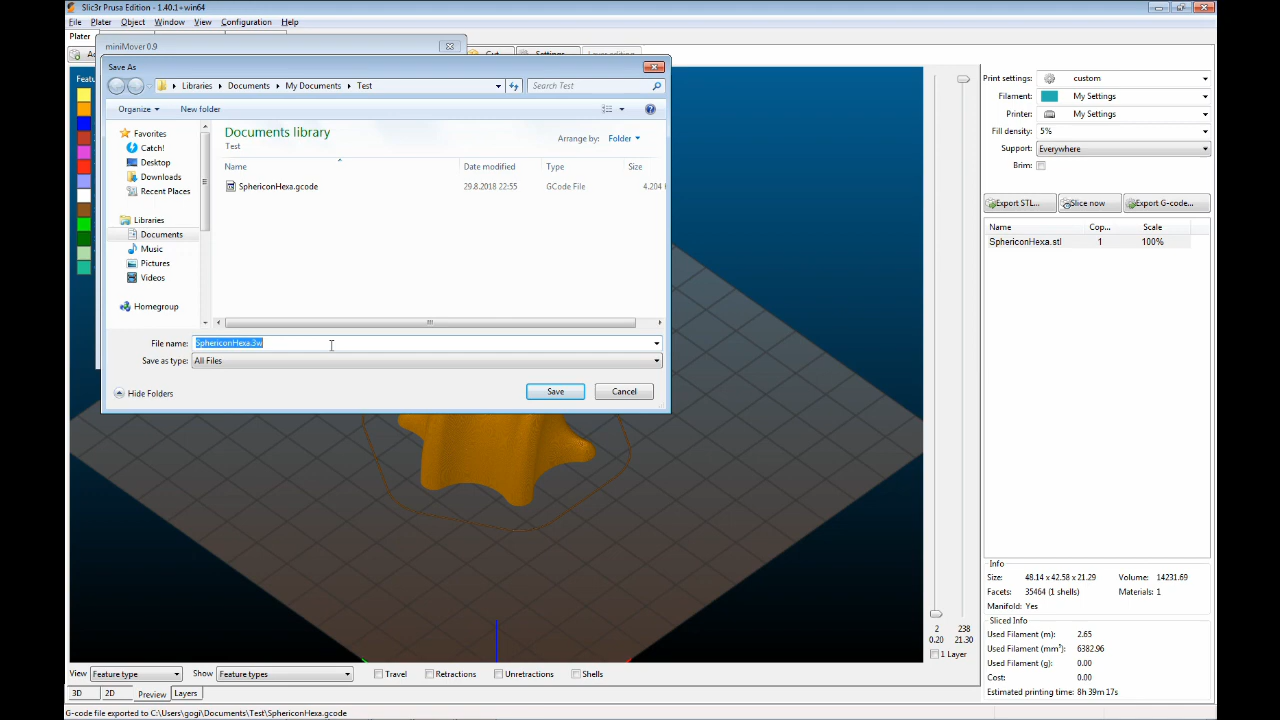 Slic3r Prusa Edition - 1.40.1+win64
File Plater Object Window View Configuration Help
Plater
miniMover 0.9
Settings Layer editing
Save As
Libraries Documents My Documents Test
Search Test
Organize New folder
Favorites
Catch!
Desktop
Downloads
Recent Places
Libraries
Documents
Music
Pictures
Videos
Homegroup
Documents library
Test
Arrange by: Folder
Name Date modified Type Size
SphericonHexa.gcode 29.8.2018 22:55 GCode File 4.204
File name: SphericonHexa.3w
Save as type: All Files
Hide Folders
Save Cancel
Print settings: custom
Filament: My Settings
Printer: My Settings
Fill density: 5%
Support: Everywhere
Brim:
Export STL... Slice now Export G-code...
Name Cop... Scale
SphericonHexa.stl 1 100%
Info
Size: 48.14 x 42.58 x 21.29 Volume: 14231.69
Facets: 35464 (1 shells) Materials: 1
Manifold: Yes
Sliced Info
Used Filament (m): 2.65
Used Filament (mm³): 6382.96
Used Filament (g): 0.00
Cost: 0.00
Estimated printing time: 8h 39m 17s
2 238
0.20 21.30
1 Layer
View Feature type Show Feature types Travel Retractions Unretractions Shells
3D 2D Preview Layers
G-code file exported to C:\Users\gogi\Documents\Test\SphericonHexa.gcode